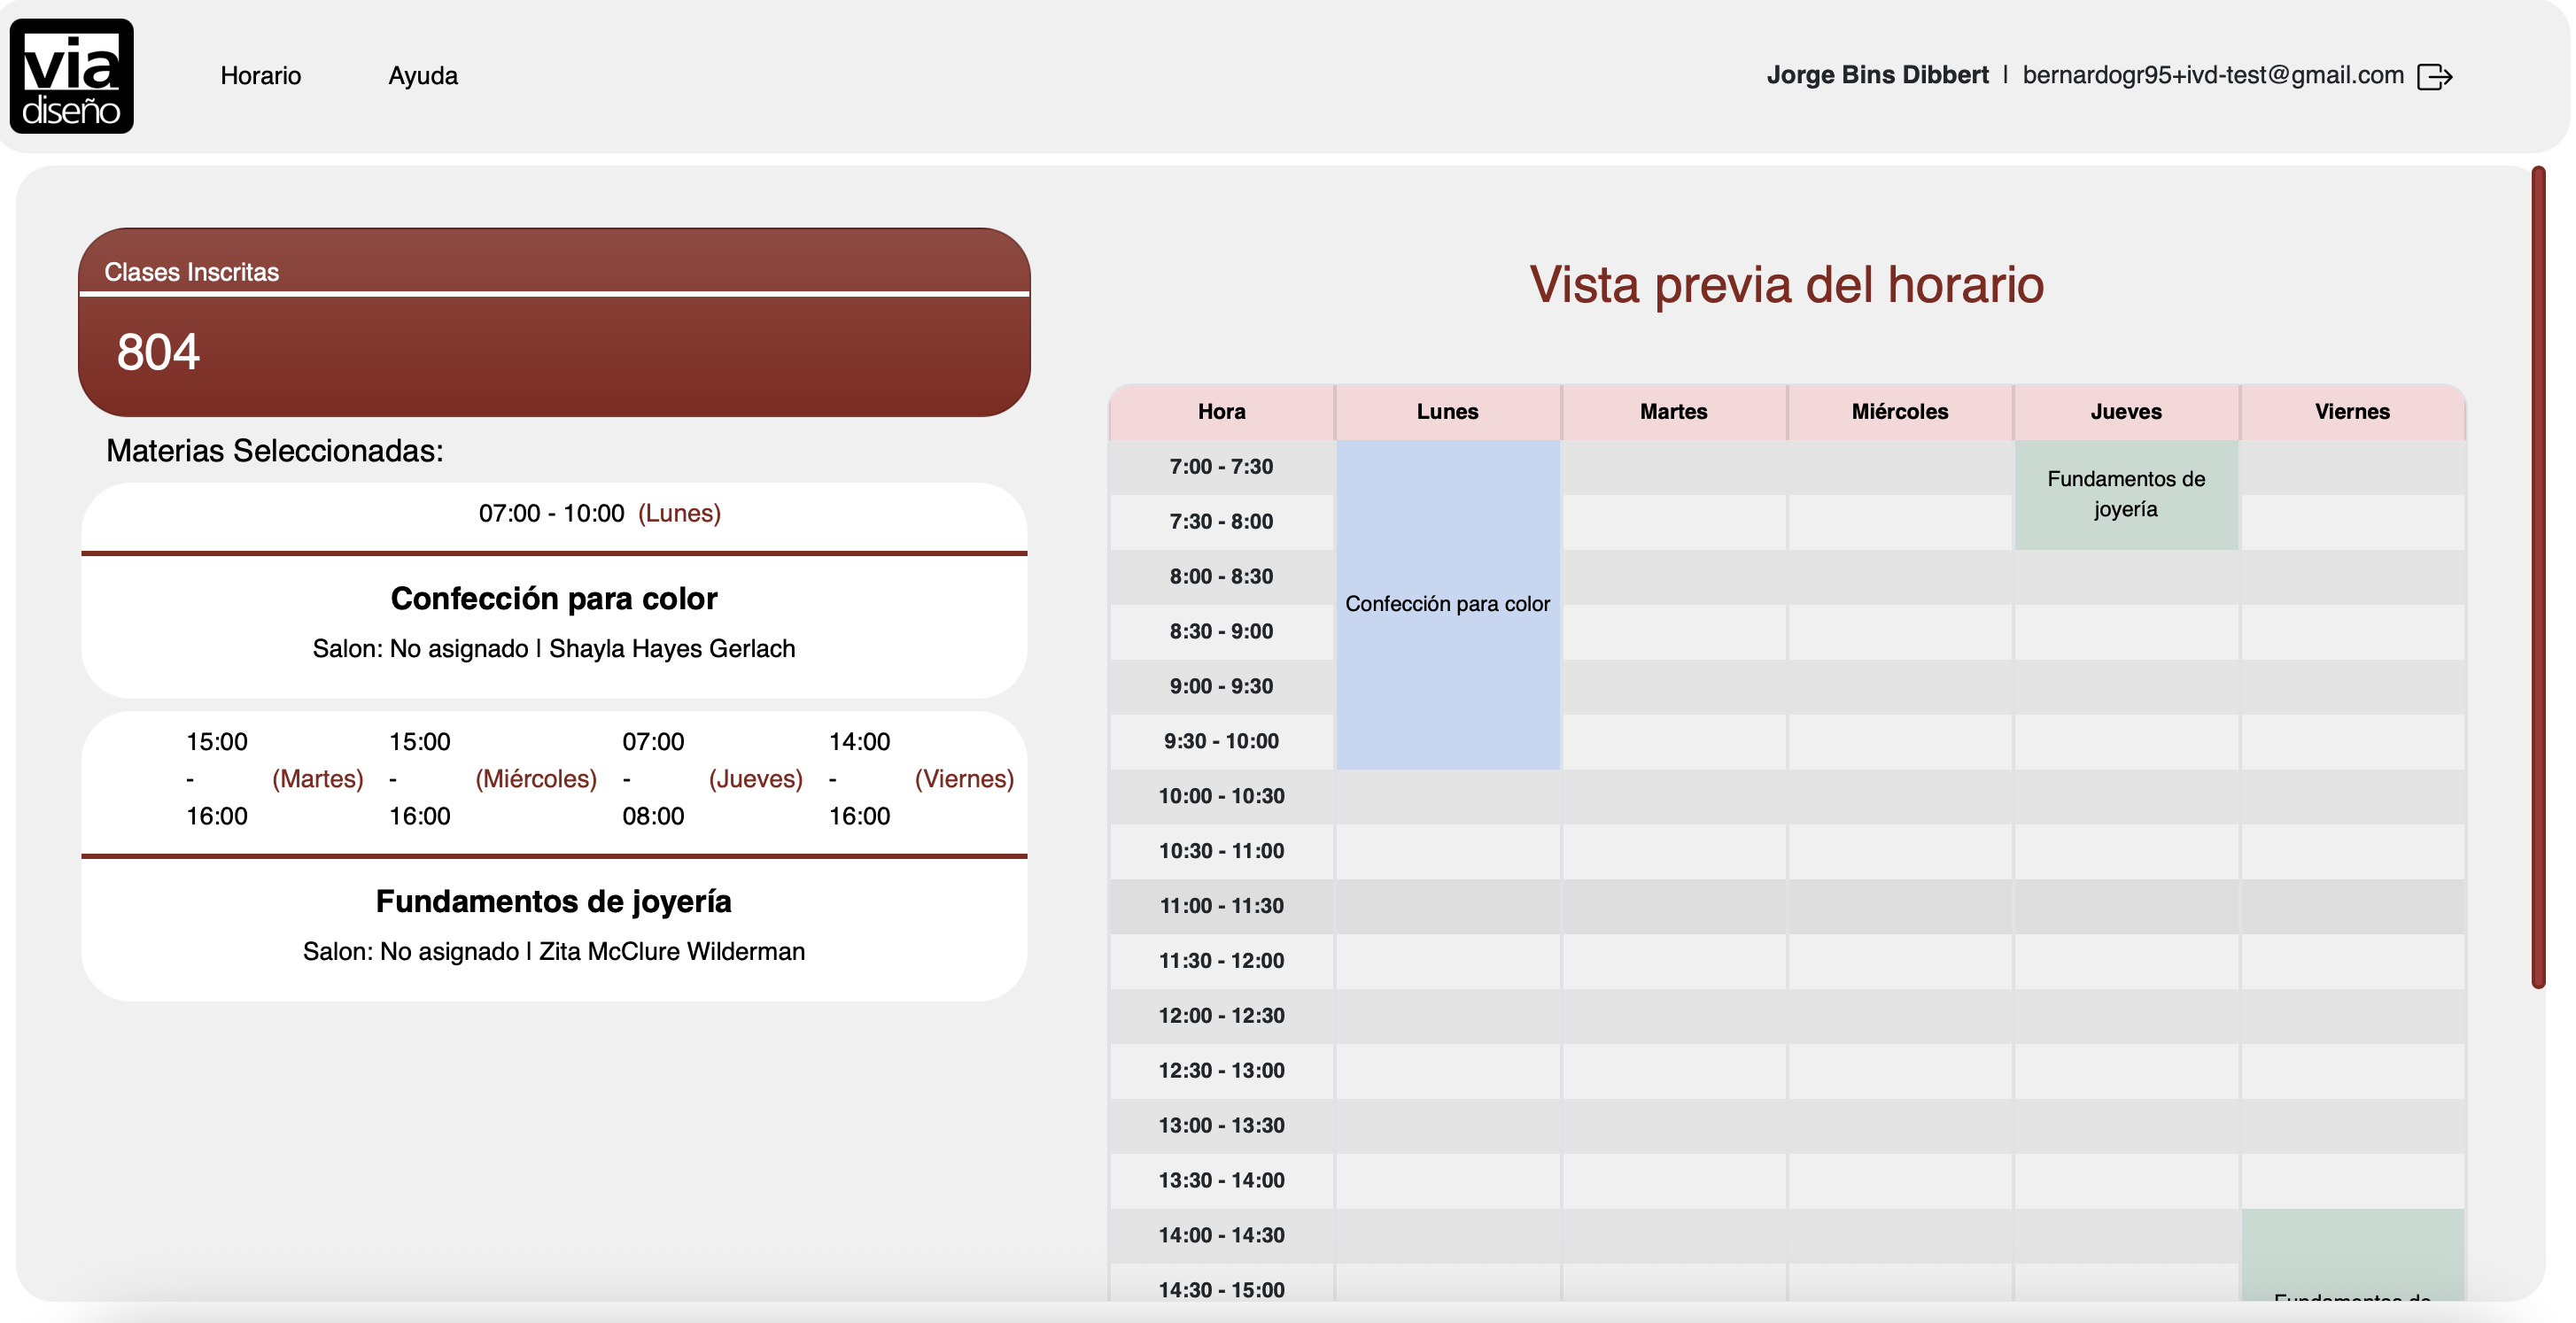 via
diseño
Horario
Ayuda
Jorge Bins Dibbert | bernardogr95+ivd-test@gmail.com
Clases Inscritas
804
Materias Seleccionadas:
07:00 - 10:00 (Lunes)
Confección para color
Salon: No asignado | Shayla Hayes Gerlach
15:00 - 16:00 (Martes)
15:00 - 16:00 (Miércoles)
07:00 - 08:00 (Jueves)
14:00 - 16:00 (Viernes)
Fundamentos de joyería
Salon: No asignado | Zita McClure Wilderman
Vista previa del horario
Hora Lunes Martes Miércoles Jueves Viernes
7:00 - 7:30
7:30 - 8:00
8:00 - 8:30
8:30 - 9:00
9:00 - 9:30
9:30 - 10:00
10:00 - 10:30
10:30 - 11:00
11:00 - 11:30
11:30 - 12:00
12:00 - 12:30
12:30 - 13:00
13:00 - 13:30
13:30 - 14:00
14:00 - 14:30
14:30 - 15:00
Confección para color
Fundamentos de
joyería
Fundamentos de